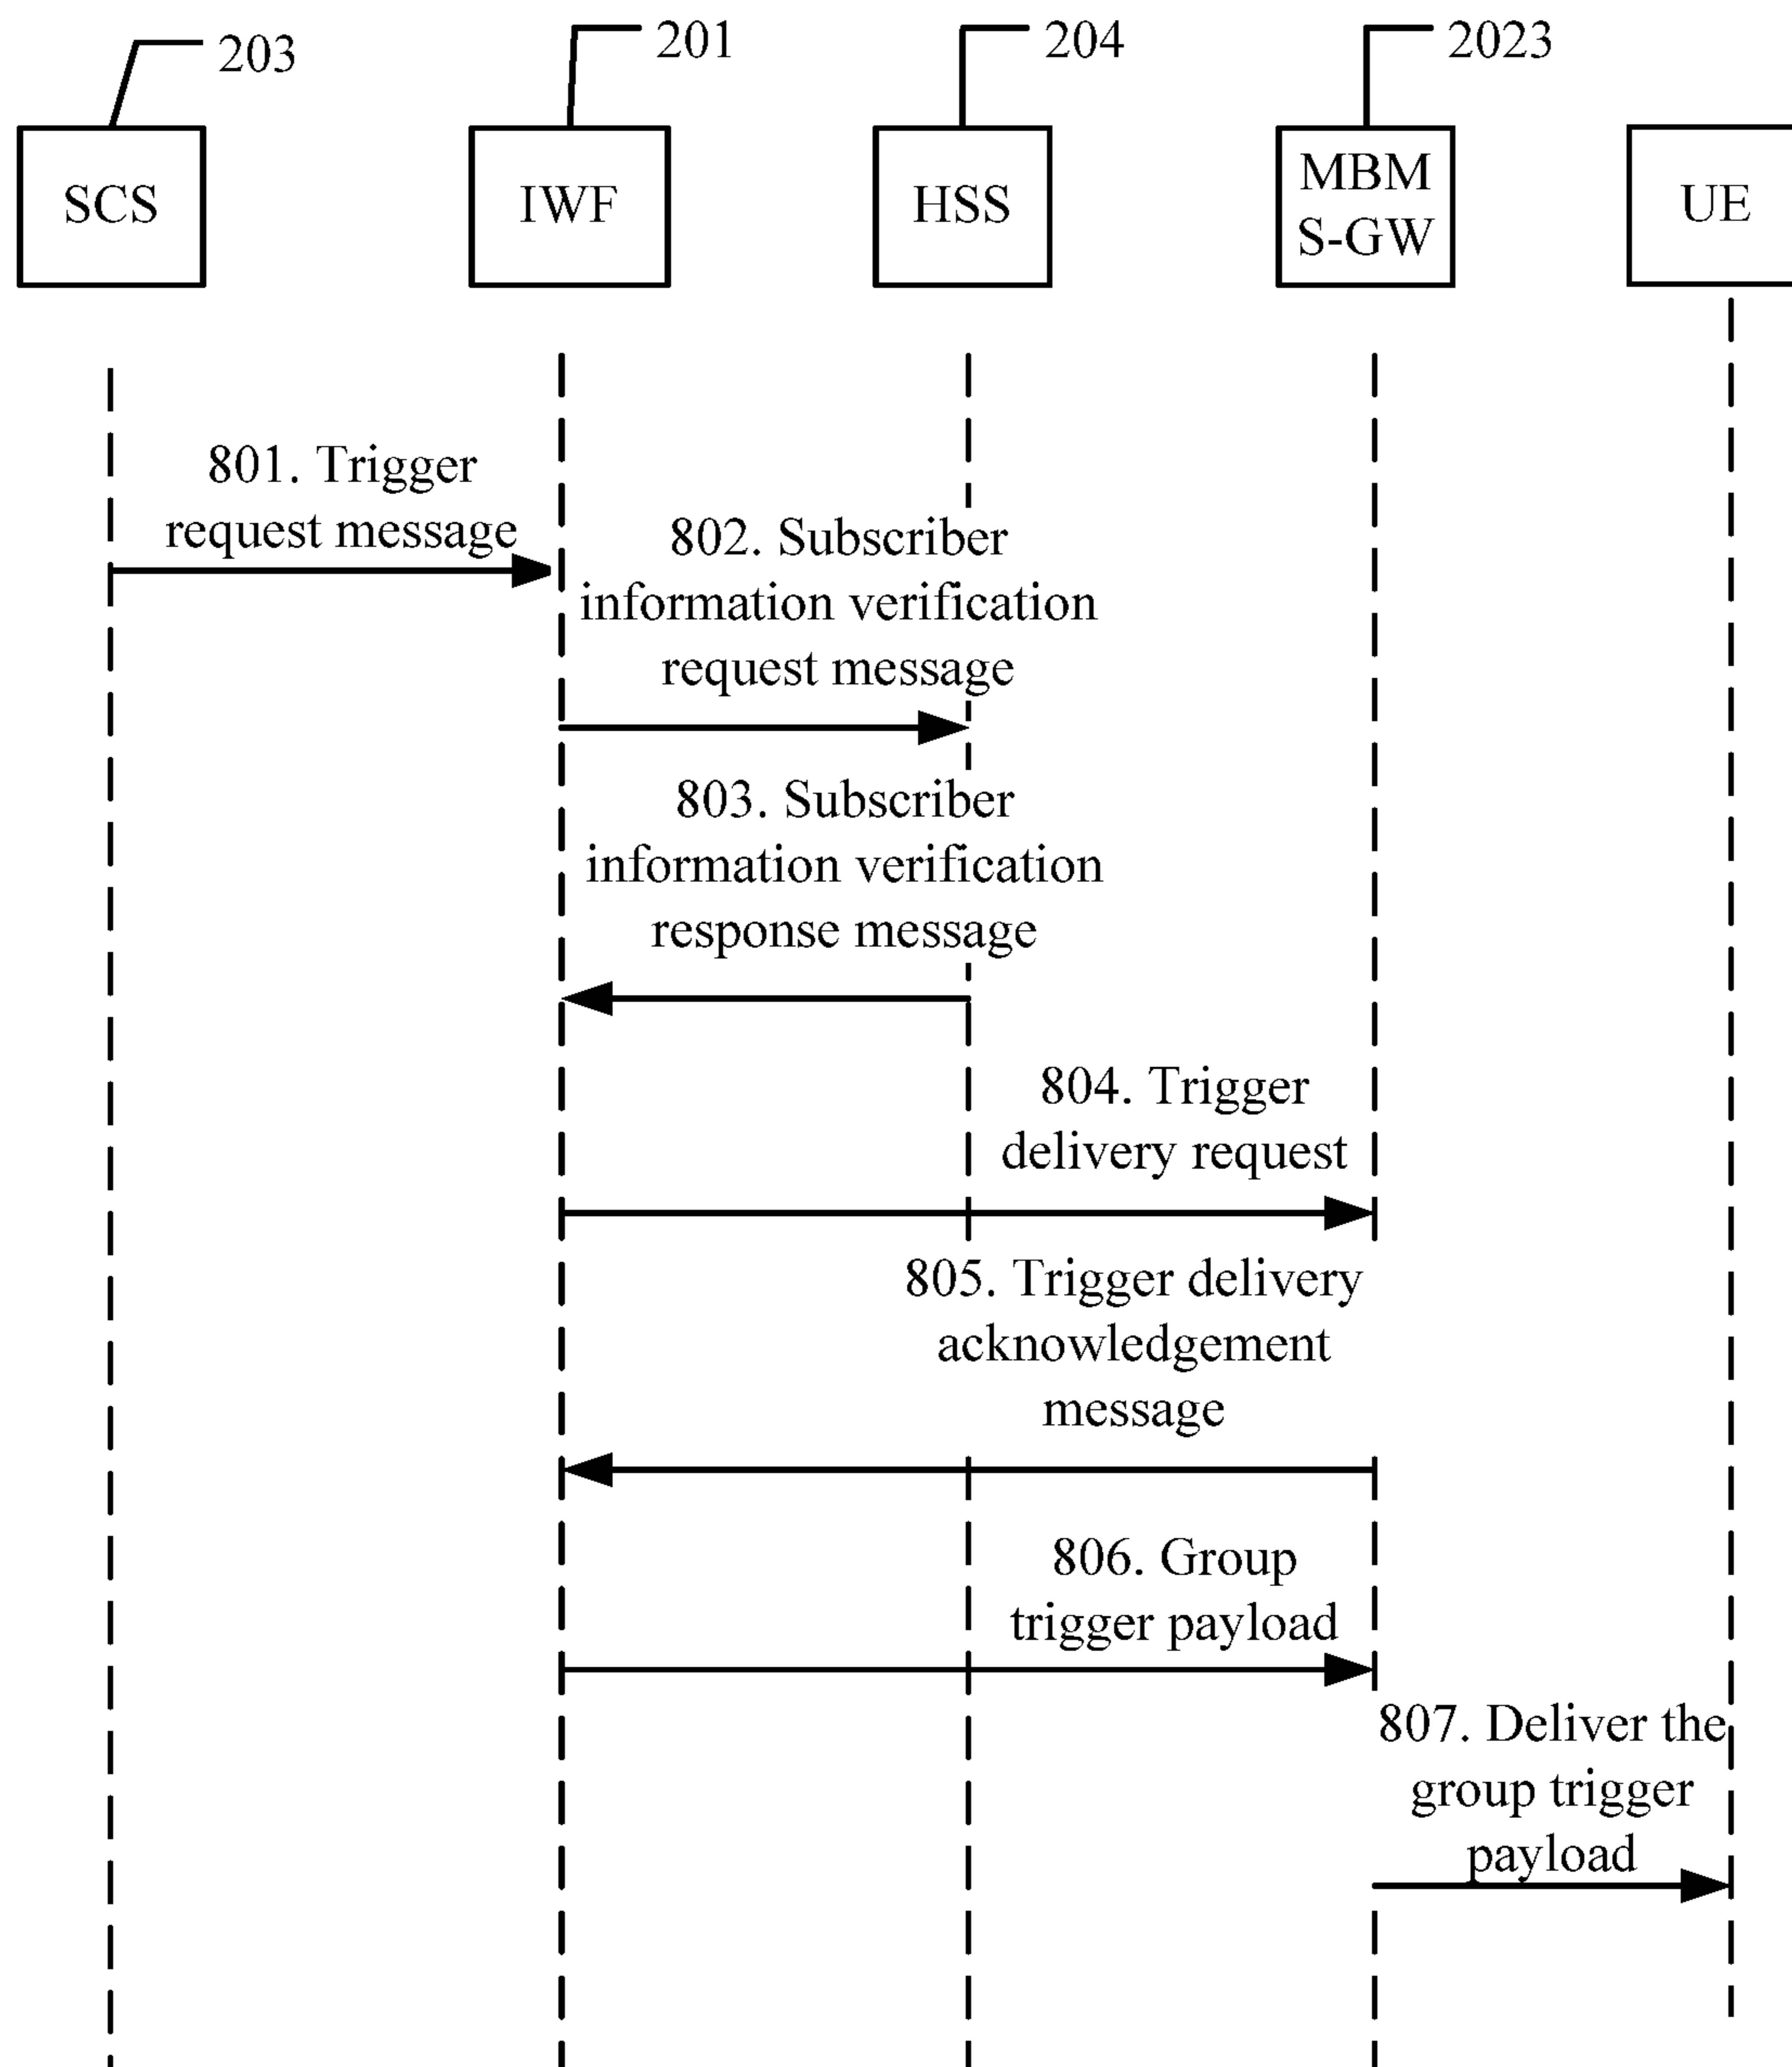 203
201
204
2023
SCS
IWF
HSS
MBM
S-GW
UE
801. Trigger
request message
802. Subscriber
information verification
request message
803. Subscriber
information verification
response message
804. Trigger
delivery request
805. Trigger delivery
acknowledgement
message
806. Group
trigger payload
807. Deliver the
group trigger
payload